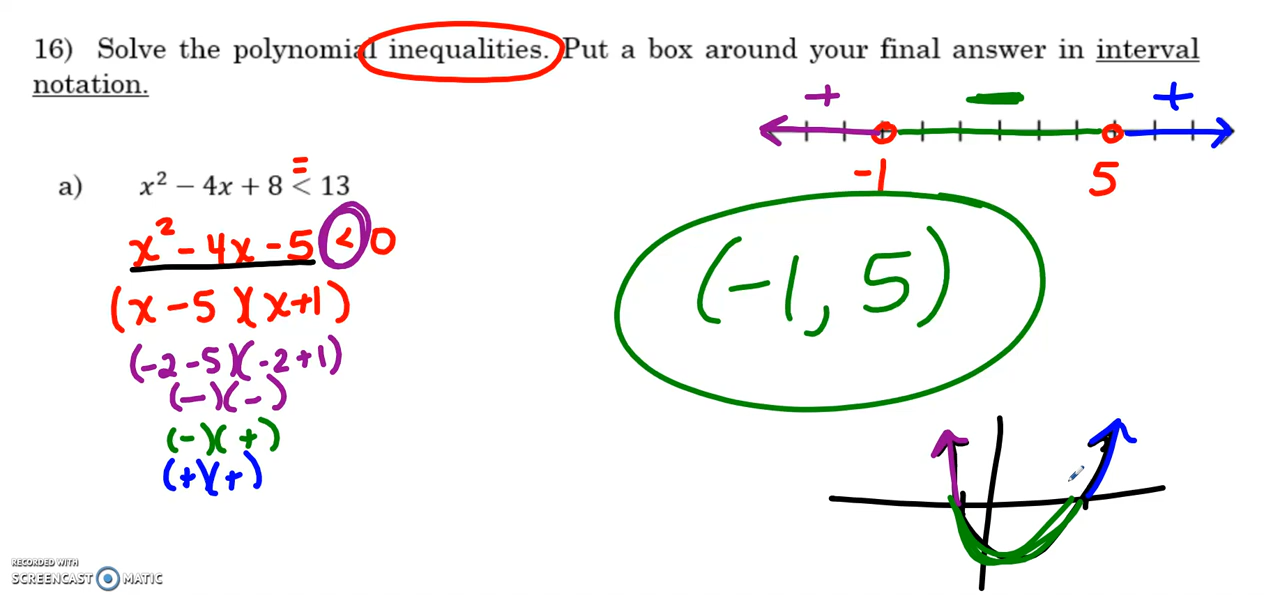 16) Solve the polynomial inequalities. Put a box around your final answer in interval
notation.
+ − +
-1 5
a) x² − 4x + 8 < 13
=
x² - 4x - 5 < 0
(x - 5)(x + 1)
(-2 - 5)(-2 + 1)
(-)(-)
(-)(+)
(+)(+)
(-1, 5)
RECORDED WITH
SCREENCAST MATIC